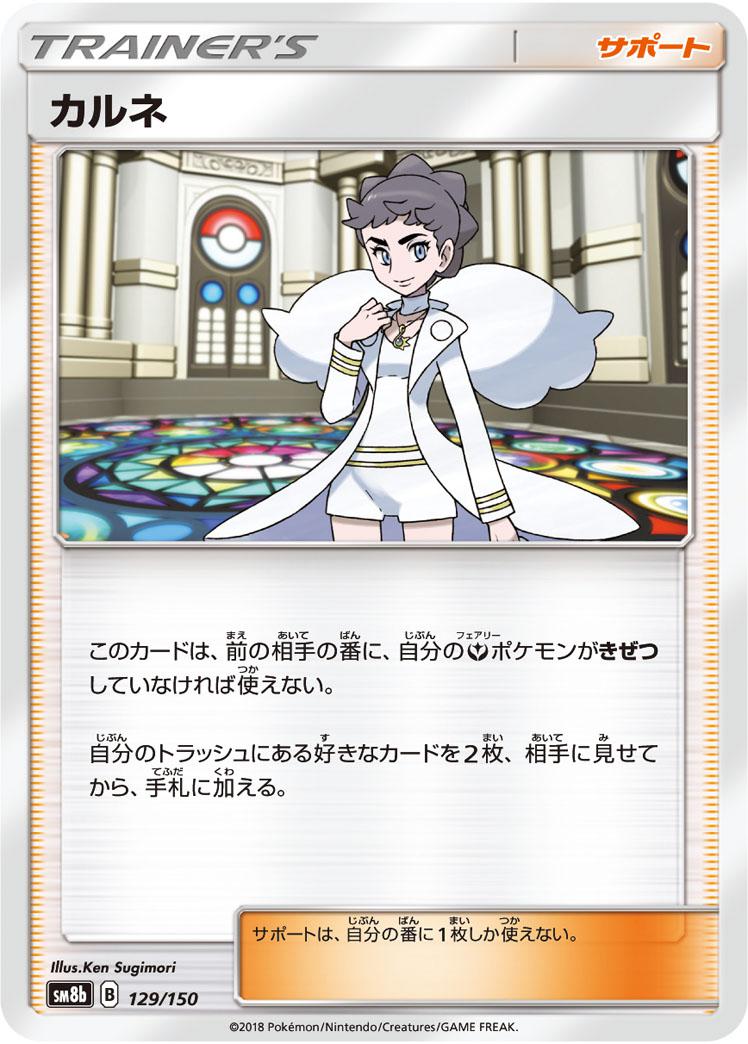 TRAINER'S
サポート
カルネ
このカードは、前の相手の番に、自分のポケモンがきぜつ
していなければ使えない。
自分のトラッシュにある好きなカードを2枚、相手に見せて
から、手札に加える。
サポートは、自分の番に1枚しか使えない。
Illus.Ken Sugimori
SM8b B 129/150
©2018 Pokémon/Nintendo/Creatures/GAME FREAK.